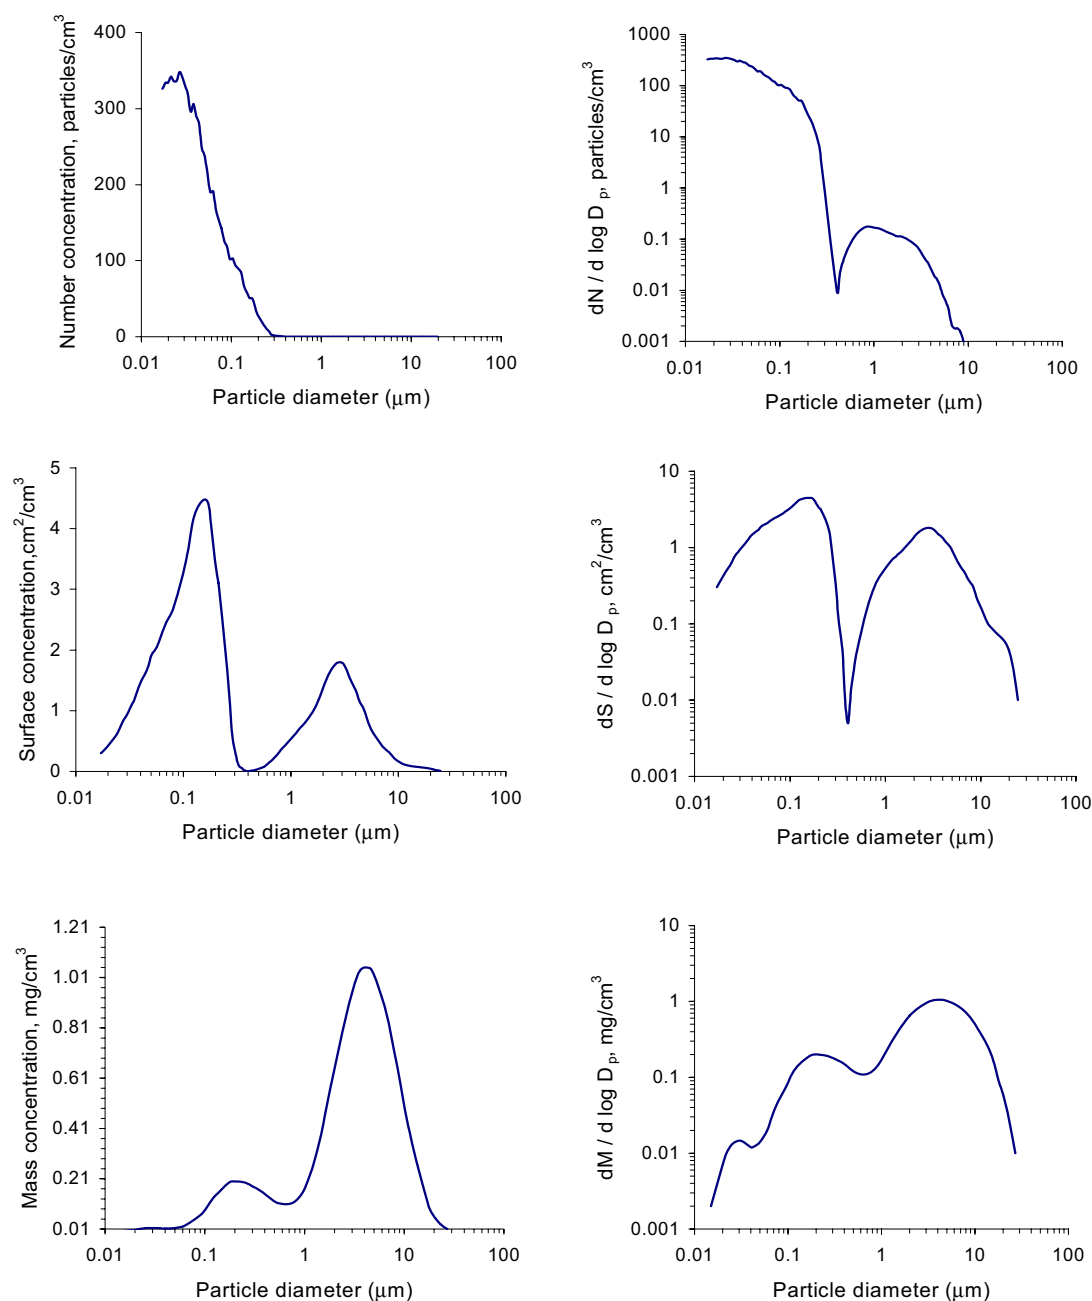 Number concentration, particles/cm³
400
300
200
100
0
0.01 0.1 1 10 100
Particle diameter (μm)
dN / d log D p, particles/cm³
1000
100
10
1
0.1
0.01
0.001
0.01 0.1 1 10 100
Particle diameter (μm)
Surface concentration,cm²/cm³
5
4
3
2
1
0
0.01 0.1 1 10 100
Particle diameter (μm)
dS / d log D p, cm²/cm³
10
1
0.1
0.01
0.001
0.01 0.1 1 10 100
Particle diameter (μm)
Mass concentration, mg/cm³
1.21
1.01
0.81
0.61
0.41
0.21
0.01
0.01 0.1 1 10 100
Particle diameter (μm)
dM / d log D p, mg/cm³
10
1
0.1
0.01
0.001
0.01 0.1 1 10 100
Particle diameter (μm)